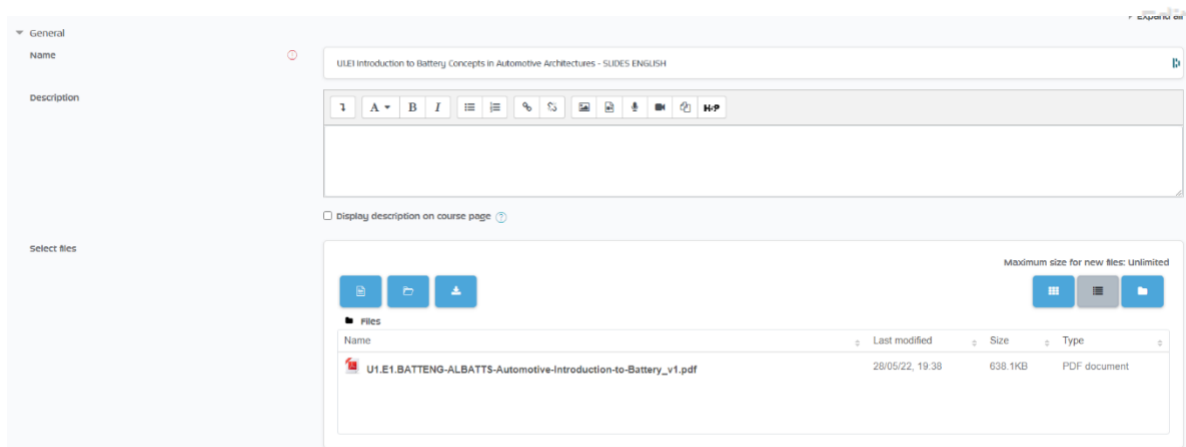 Expand all
General
Name
U1.E1 Introduction to Battery Concepts in Automotive Architectures - SLIDES ENGLISH
Description
A B I H-P
Display description on course page
Select files
Maximum size for new files: Unlimited
Files
Name Last modified Size Type
U1.E1.BATTENG-ALBATTS-Automotive-Introduction-to-Battery_v1.pdf 28/05/22, 19:38 638.1KB PDF document